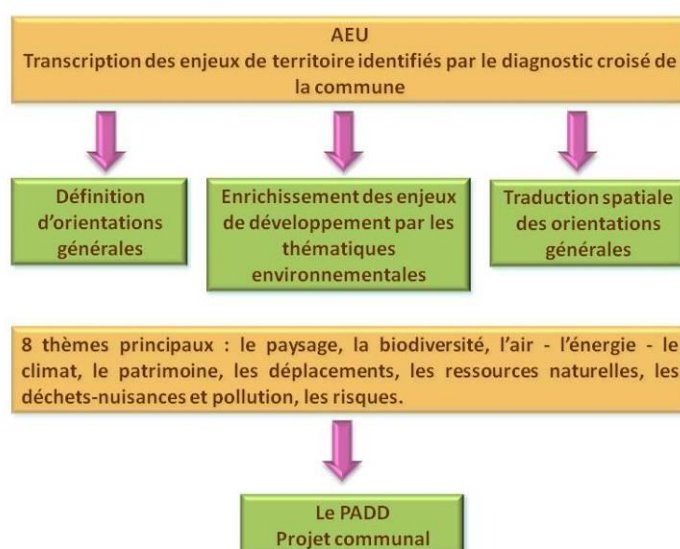 AEU
Transcription des enjeux de territoire identifiés par le diagnostic croisé de
la commune
Définition
d'orientations
générales
Enrichissement des enjeux
de développement par les
thématiques
environnementales
Traduction spatiale
des orientations
générales
8 thèmes principaux : le paysage, la biodiversité, l'air - l'énergie - le
climat, le patrimoine, les déplacements, les ressources naturelles, les
déchets-nuisances et pollution, les risques.
Le PADD
Projet communal